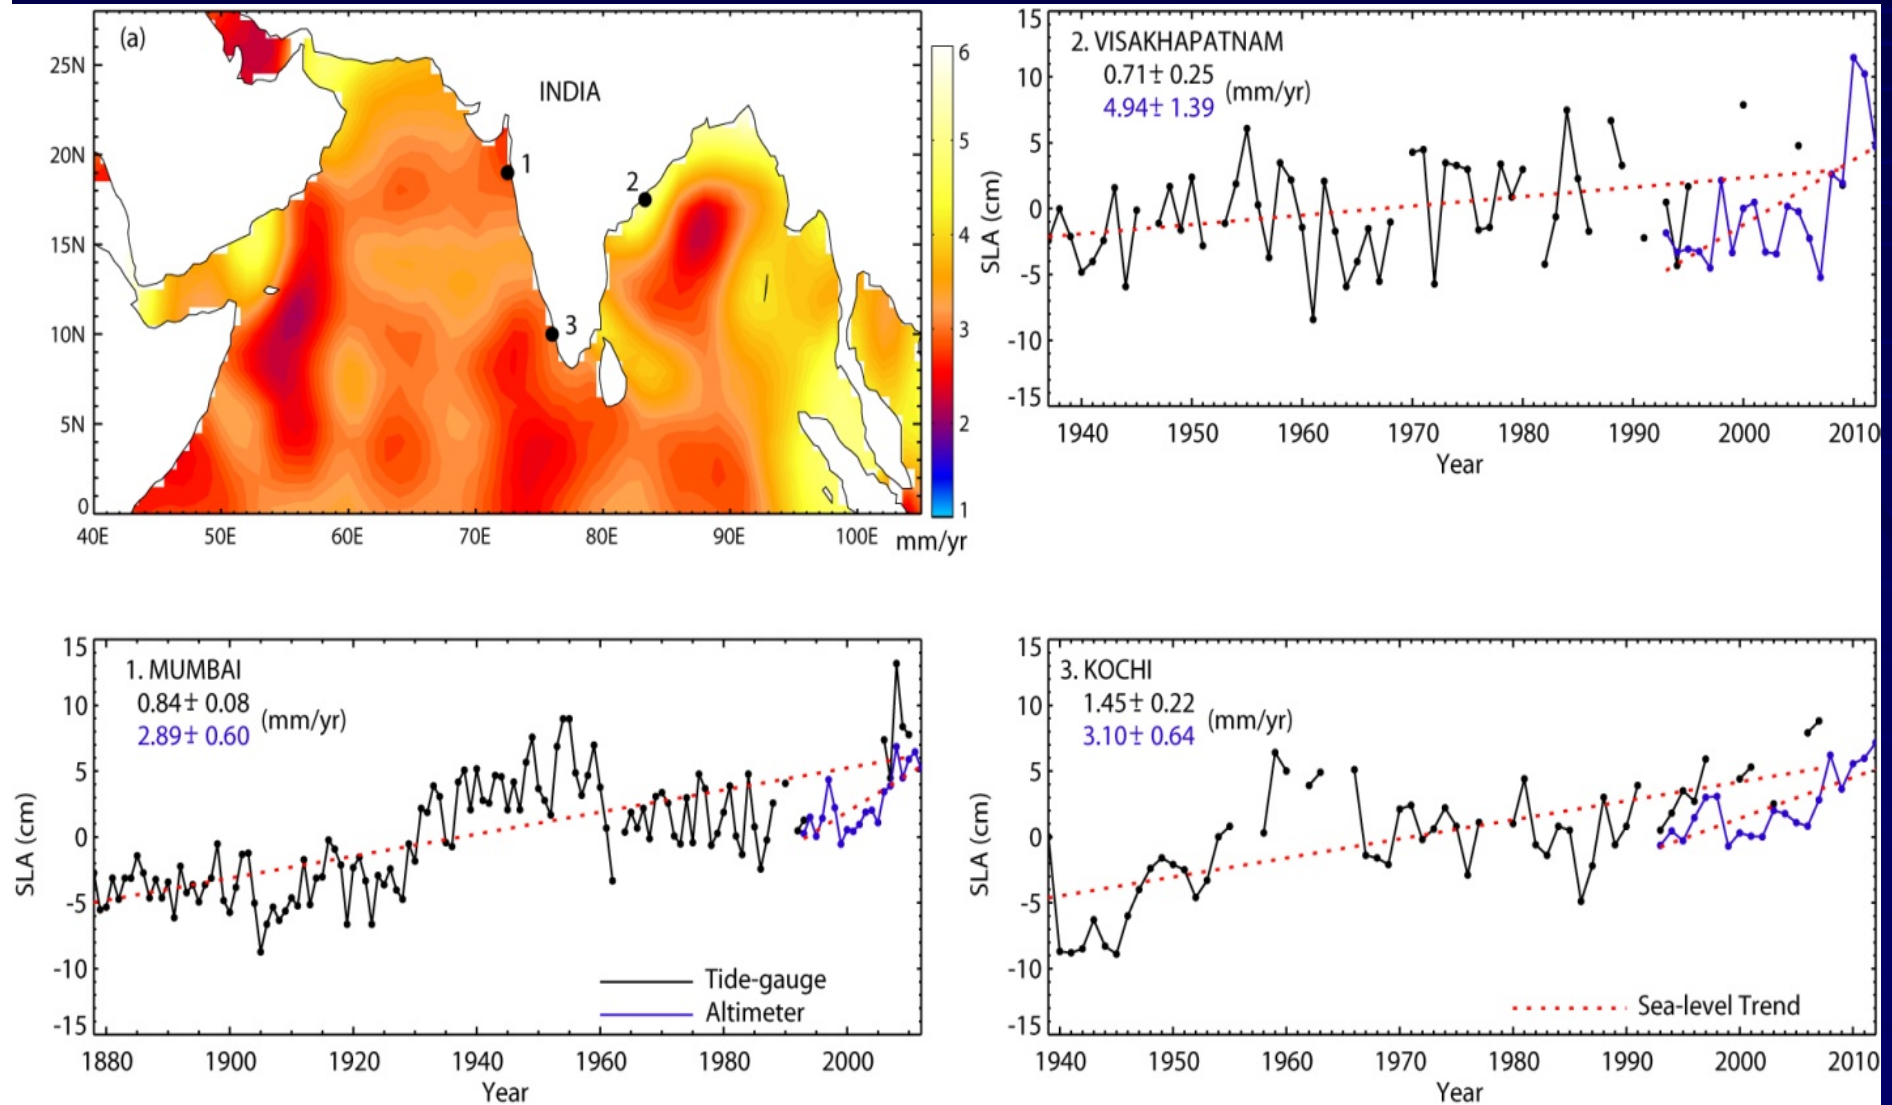 (a)
INDIA
1
2
3
25N
20N
15N
10N
5N
0
40E 50E 60E 70E 80E 90E 100E
mm/yr
6
5
4
3
2
1
2. VISAKHAPATNAM
0.71± 0.25
4.94± 1.39
(mm/yr)
SLA (cm)
15
10
5
0
-5
-10
-15
1940 1950 1960 1970 1980 1990 2000 2010
Year
1. MUMBAI
0.84± 0.08
2.89± 0.60
(mm/yr)
SLA (cm)
15
10
5
0
-5
-10
-15
Tide-gauge
Altimeter
1880 1900 1920 1940 1960 1980 2000
Year
3. KOCHI
1.45± 0.22
3.10± 0.64
(mm/yr)
SLA (cm)
15
10
5
0
-5
-10
-15
Sea-level Trend
1940 1950 1960 1970 1980 1990 2000 2010
Year